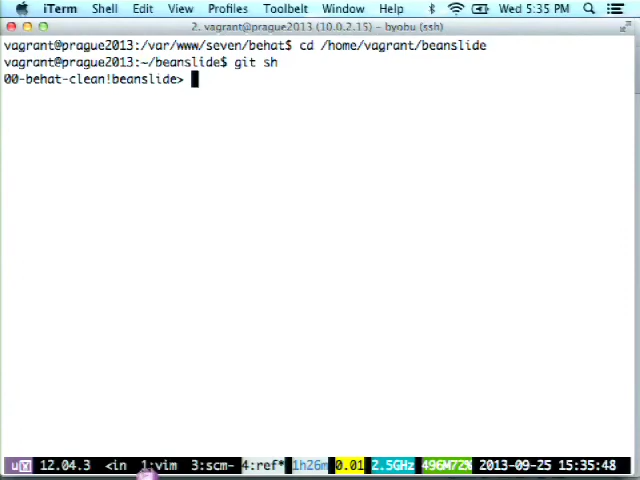 iTerm Shell Edit View Profiles Toolbelt Window Help Wed 5:35 PM
2. vagrant@prague2013 (10.0.2.15) - byobu (ssh)
vagrant@prague2013:/var/www/seven/behat$ cd /home/vagrant/beanslide
vagrant@prague2013:~/beanslide$ git sh
00-behat-clean!beanslide>
12.04.3 <in 1:vim 3:scm- 4:ref* 1h26m 0.01 2.5GHz 496M72% 2013-09-25 15:35:48